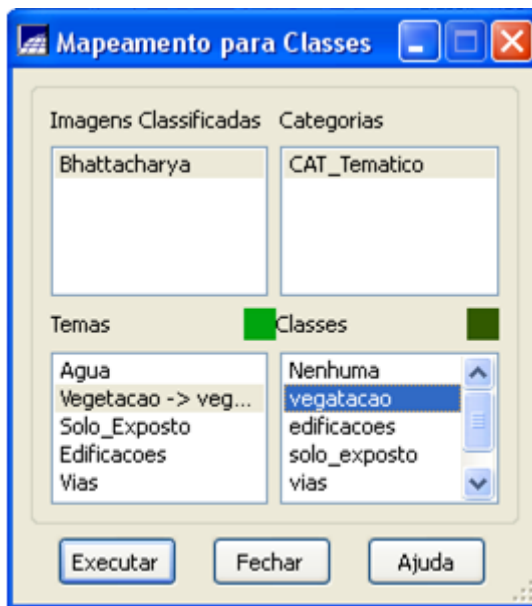 Mapeamento para Classes
Imagens Classificadas Categorias
Bhattacharya
CAT_Tematico
Temas
Classes
Agua
Vegetacao -> veg...
Solo_Exposto
Edificacoes
Vias
Nenhuma
vegatacao
edificacoes
solo_exposto
vias
Executar
Fechar
Ajuda